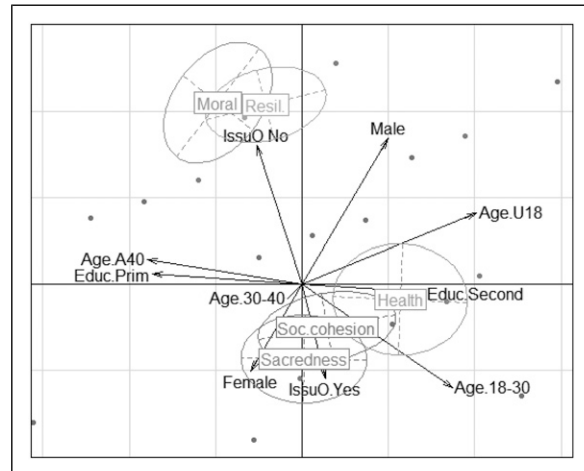 Moral
Resil.
IssuO No
Male
Age.U18
Age.A40
Educ.Prim
Age.30-40
Educ.Second
Health
Soc.cohesion
Sacredness
Female
IssuO.Yes
Age.18-30